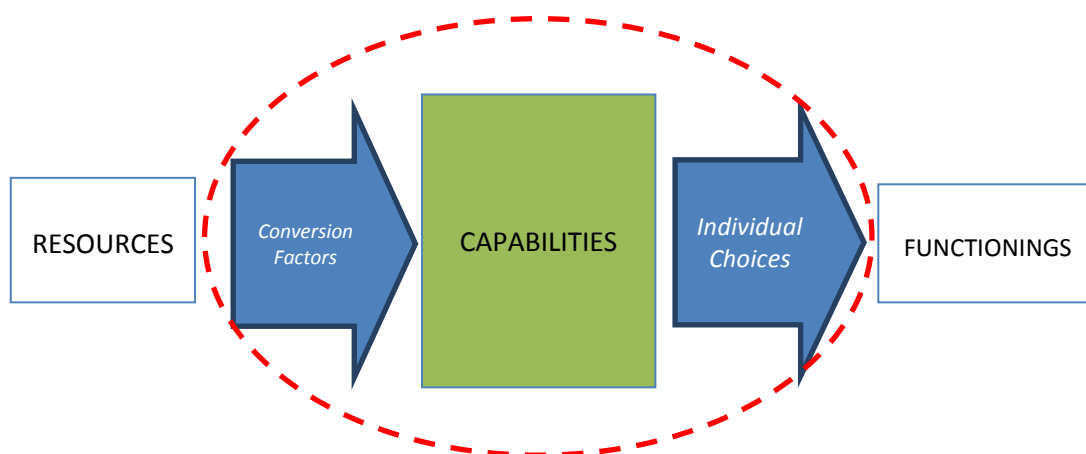 RESOURCES
Conversion
Factors
CAPABILITIES
Individual
Choices
FUNCTIONINGS